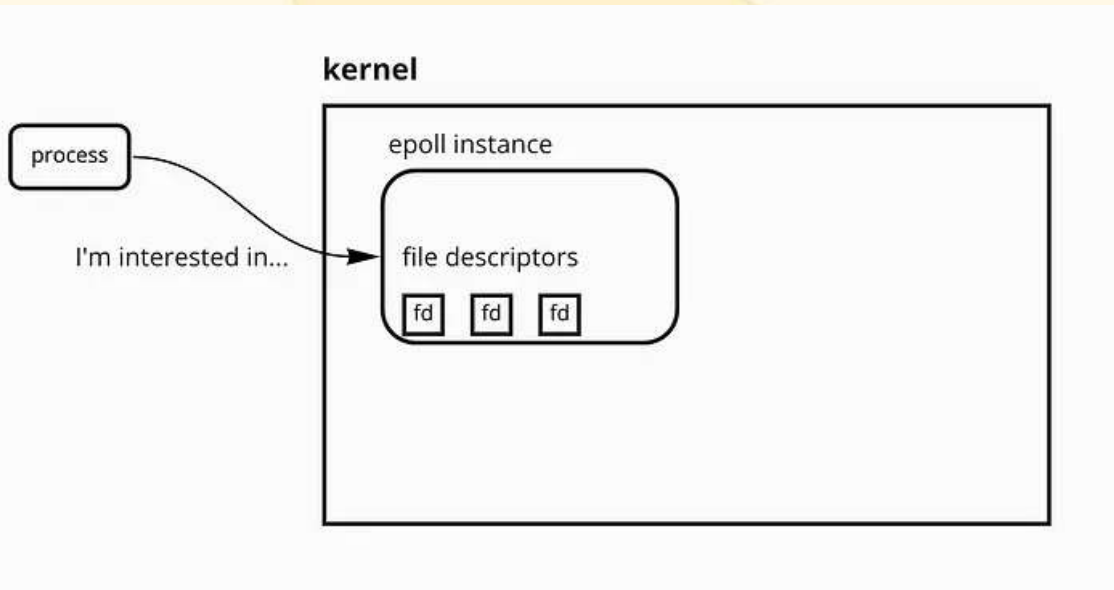 kernel
epoll instance
process
I'm interested in...
file descriptors
fd fd fd